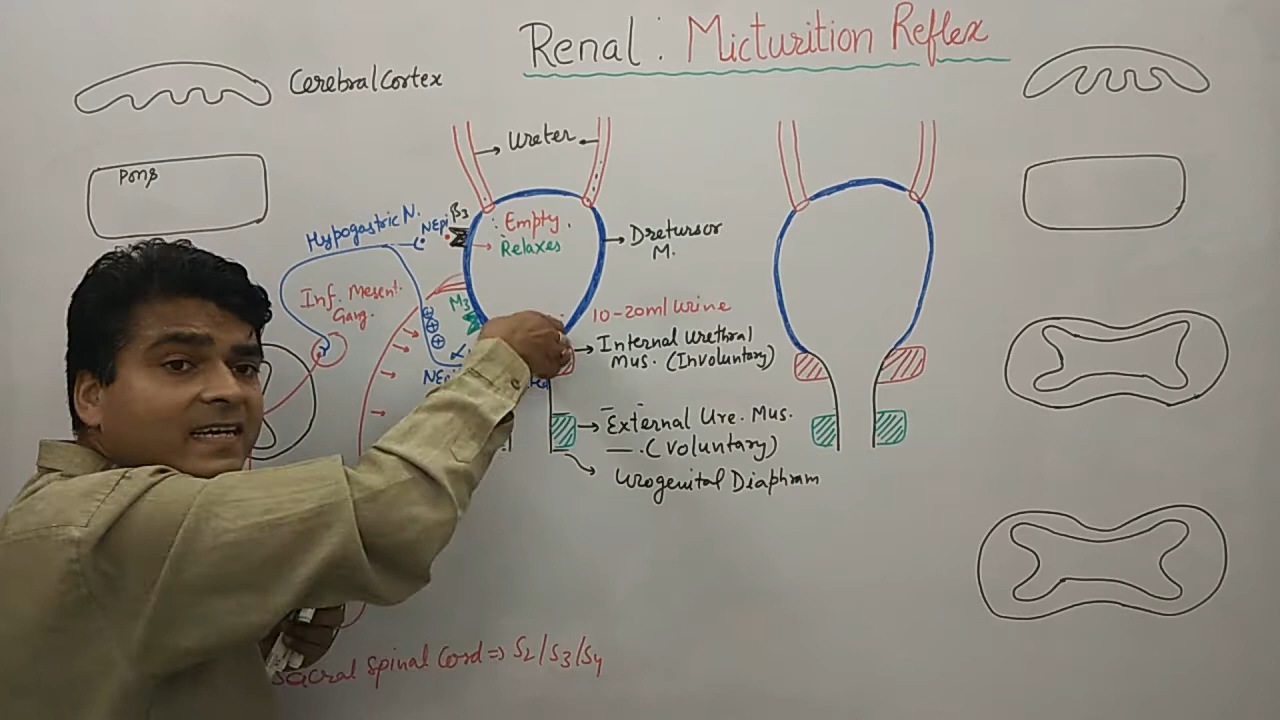 Renal : Micturition Reflex
Cerebral Cortex
Pons
Ureter
Hypogastric N.
NEpi
β3
Empty
Relaxes
Dretursor
M.
Inf. Mesent.
Gang.
M3
10-20ml Urine
Internal Urethral
Mus. (Involuntary)
NEpi
External Ure. Mus.
(Voluntary)
Urogenital Diaphram
Sacral Spinal Cord => S2/S3/S4